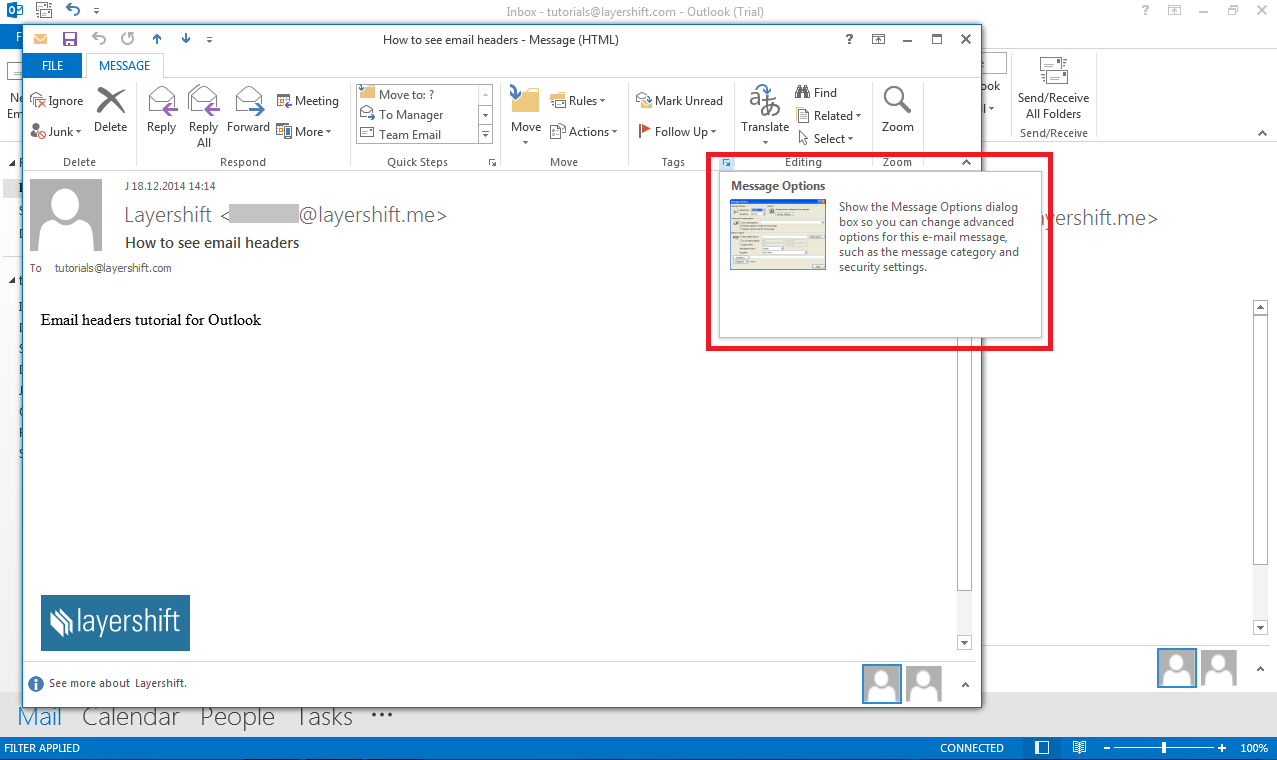 Inbox - tutorials@layershift.com - Outlook (Trial)
How to see email headers - Message (HTML)
FILE
MESSAGE
Ignore
Junk
Delete
Delete
Reply
Reply All
Forward
Meeting
More
Respond
Move to: ?
To Manager
Team Email
Quick Steps
Move
Rules
Actions
Move
Mark Unread
Follow Up
Tags
Translate
Find
Related
Select
Editing
Zoom
Zoom
Send/Receive
All Folders
Send/Receive
J 18.12.2014 14:14
Layershift <
@layershift.me>
How to see email headers
To tutorials@layershift.com
Message Options
Show the Message Options dialog
box so you can change advanced
options for this e-mail message,
such as the message category and
security settings.
yershift.me>
Email headers tutorial for Outlook
layershift
See more about Layershift.
Mail Calendar People Tasks •••
FILTER APPLIED
CONNECTED
100%